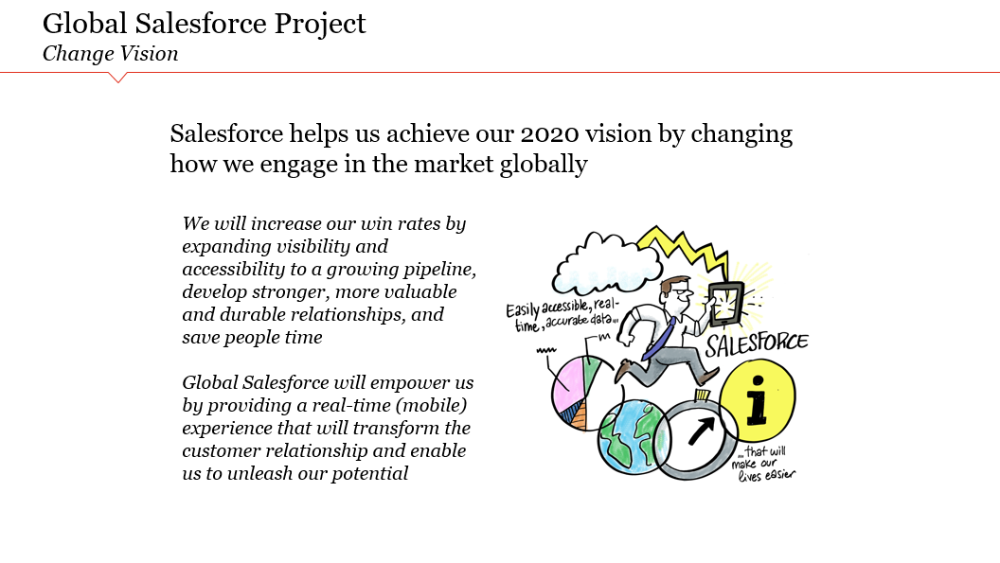 Global Salesforce Project
Change Vision
Salesforce helps us achieve our 2020 vision by changing
how we engage in the market globally
We will increase our win rates by
expanding visibility and
accessibility to a growing pipeline,
develop stronger, more valuable
and durable relationships, and
save people time
Global Salesforce will empower us
by providing a real-time (mobile)
experience that will transform the
customer relationship and enable
us to unleash our potential
Easily accessible, real-
time, accurate data...
SALESFORCE
i
...that will
make our
lives easier